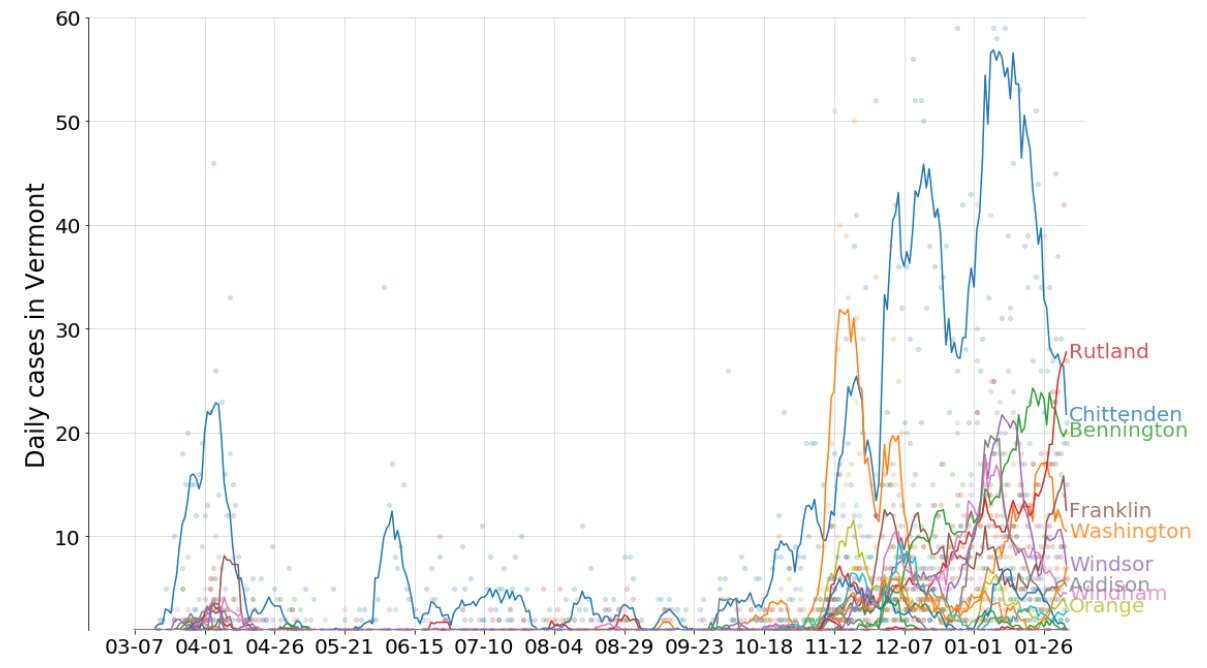 60
50
40
30
20
10
Daily cases in Vermont
Rutland
Chittenden
Bennington
Franklin
Washington
Windsor
Addison
Windham
Orange
03-07 04-01 04-26 05-21 06-15 07-10 08-04 08-29 09-23 10-18 11-12 12-07 01-01 01-26